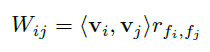 W_{ij} = ⟨v_i, v_j⟩r_{f_i,f_j}